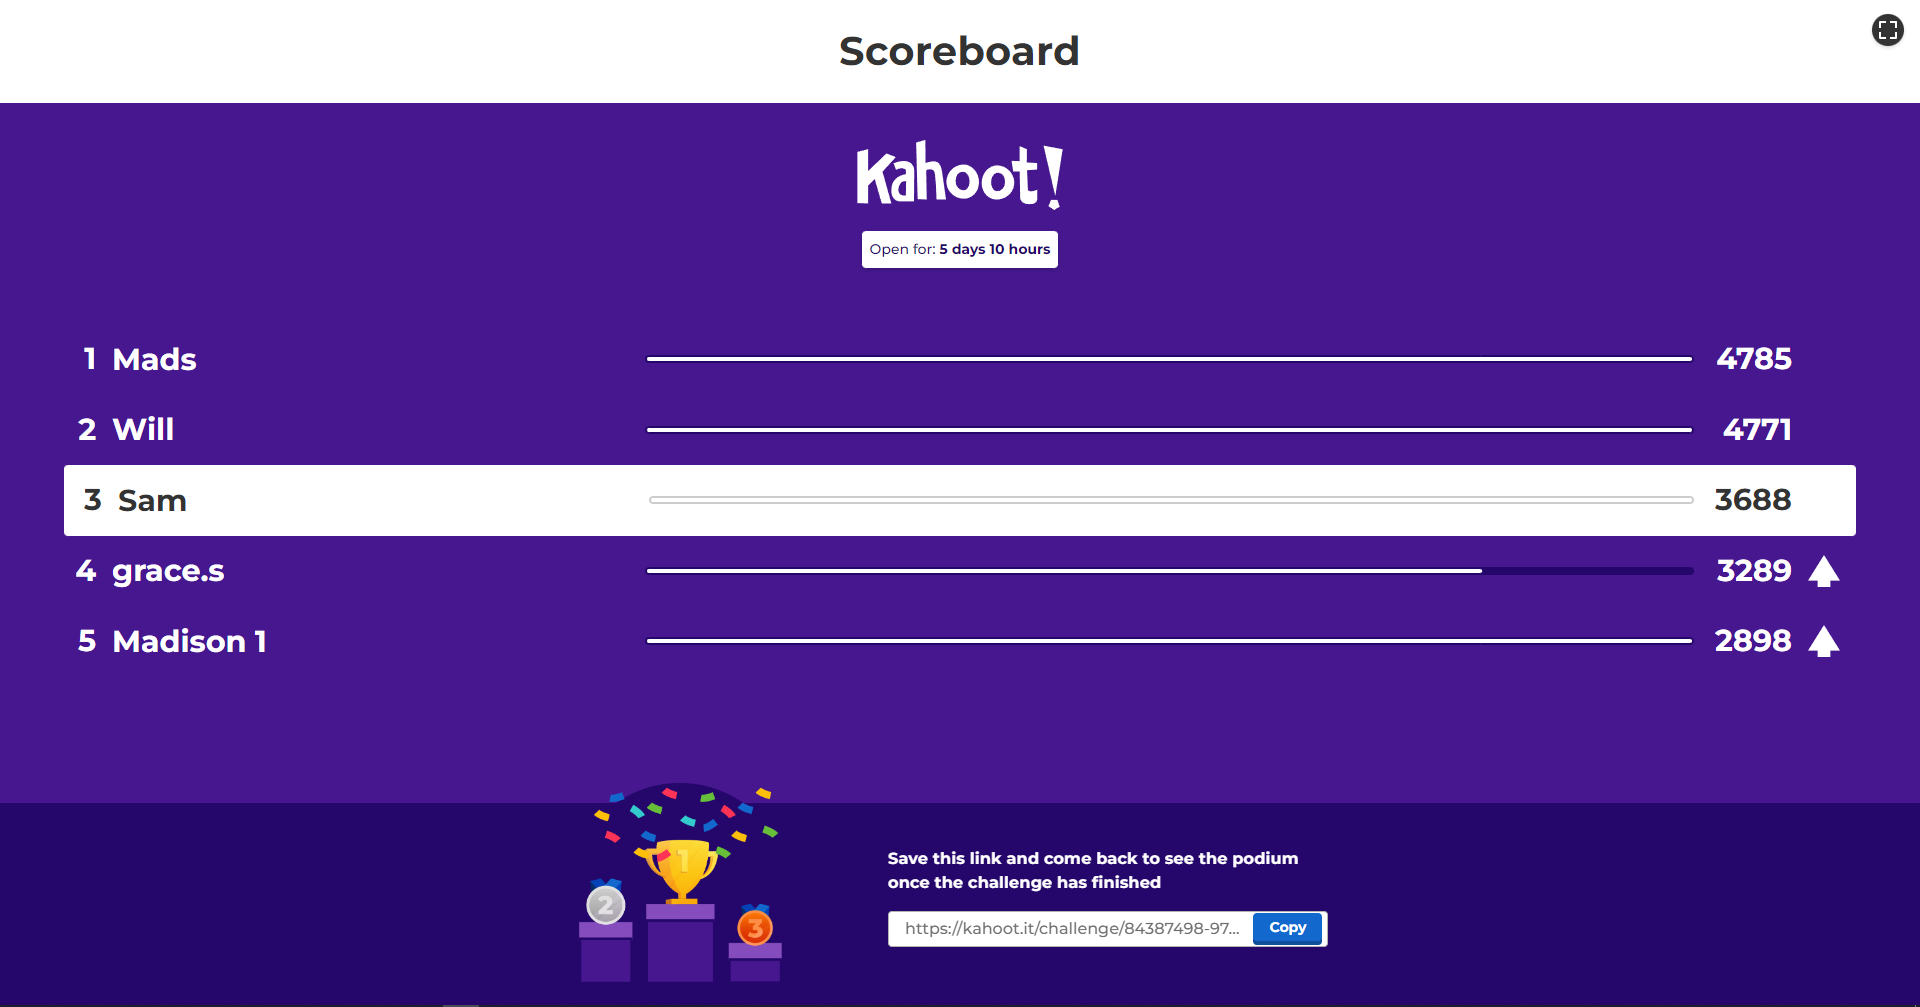 Scoreboard
Kahoot!
Open for: 5 days 10 hours
1 Mads 4785
2 Will 4771
3 Sam 3688
4 grace.s 3289
5 Madison 1 2898
1
2
3
Save this link and come back to see the podium
once the challenge has finished
https://kahoot.it/challenge/84387498-97... Copy